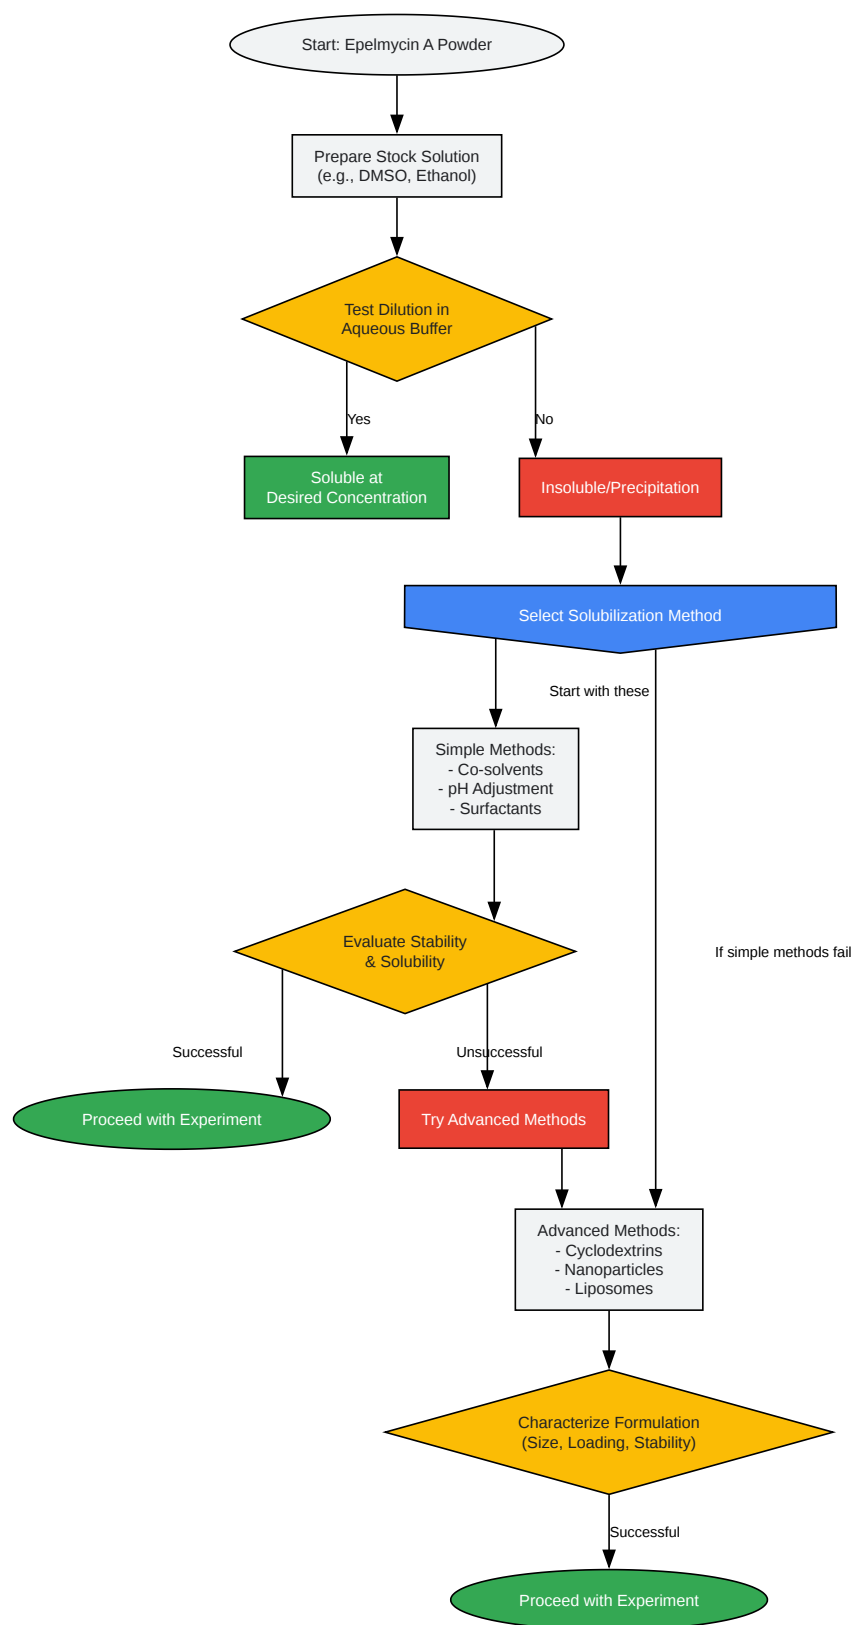 Start: Epelmycin A Powder
Prepare Stock Solution
(e.g., DMSO, Ethanol)
Test Dilution in
Aqueous Buffer
Yes
No
Soluble at
Desired Concentration
Insoluble/Precipitation
Select Solubilization Method
Start with these
Simple Methods:
- Co-solvents
- pH Adjustment
- Surfactants
Evaluate Stability
& Solubility
If simple methods fail
Successful
Unsuccessful
Proceed with Experiment
Try Advanced Methods
Advanced Methods:
- Cyclodextrins
- Nanoparticles
- Liposomes
Characterize Formulation
(Size, Loading, Stability)
Successful
Proceed with Experiment